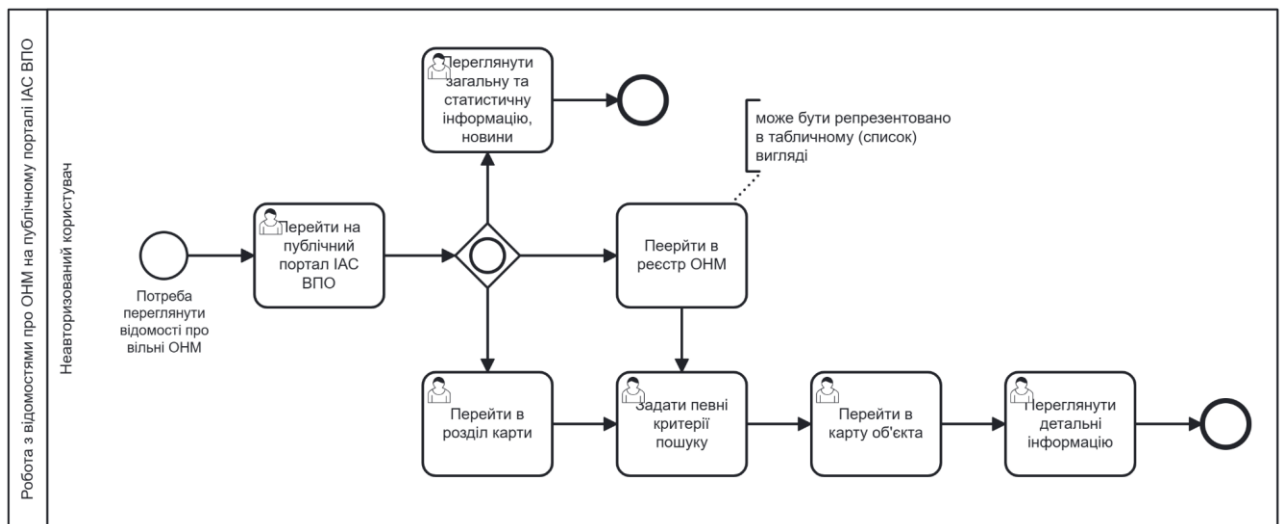 Робота з відомостями про ОНМ на публічному порталі ІАС ВПО
Неавторизований користувач
Потреба
переглянути
відомості про
вільні ОНМ
Перейти на
публічний
портал ІАС
ВПО
Переглянути
загальну та
статистичну
інформацію,
новини
може бути репрезентовано
в табличному (список)
вигляді
Пеерйти в
реєстр ОНМ
Перейти в
розділ карти
Задати певні
критерії
пошуку
Перейти в
карту об'єкта
Переглянути
детальні
інформацію